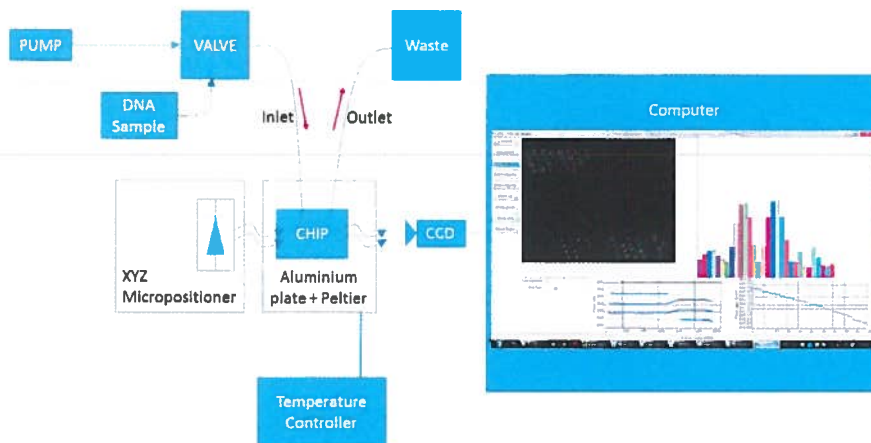 PUMP
VALVE
Waste
DNA
Sample
Inlet
Outlet
Computer
CHIP
CCD
XYZ
Micropositioner
Aluminium
plate + Peltier
Temperature
Controller